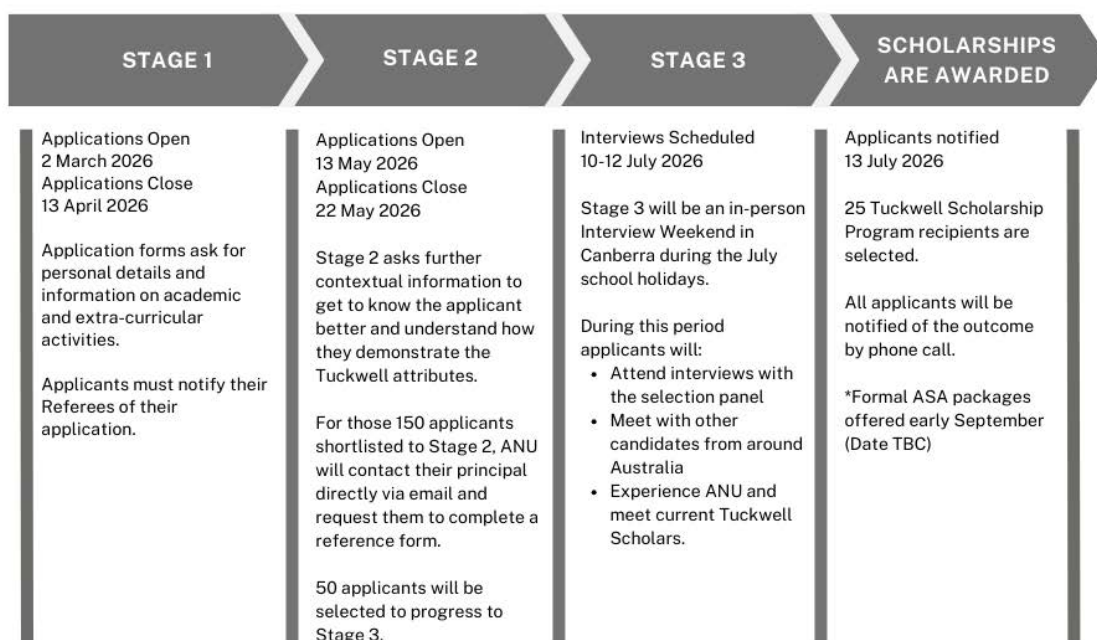 STAGE 1
STAGE 2
STAGE 3
SCHOLARSHIPS
ARE AWARDED
Applications Open
2 March 2026
Applications Close
13 April 2026
Application forms ask for
personal details and
information on academic
and extra-curricular
activities.
Applicants must notify their
Referees of their
application.
Applications Open
13 May 2026
Applications Close
22 May 2026
Stage 2 asks further
contextual information to
get to know the applicant
better and understand how
they demonstrate the
Tuckwell attributes.
For those 150 applicants
shortlisted to Stage 2, ANU
will contact their principal
directly via email and
request them to complete a
reference form.
50 applicants will be
selected to progress to
Stage 3.
Interviews Scheduled
10-12 July 2026
Stage 3 will be an in-person
Interview Weekend in
Canberra during the July
school holidays.
During this period
applicants will:
• Attend interviews with
the selection panel
• Meet with other
candidates from around
Australia
• Experience ANU and
meet current Tuckwell
Scholars.
Applicants notified
13 July 2026
25 Tuckwell Scholarship
Program recipients are
selected.
All applicants will be
notified of the outcome
by phone call.
*Formal ASA packages
offered early September
(Date TBC)